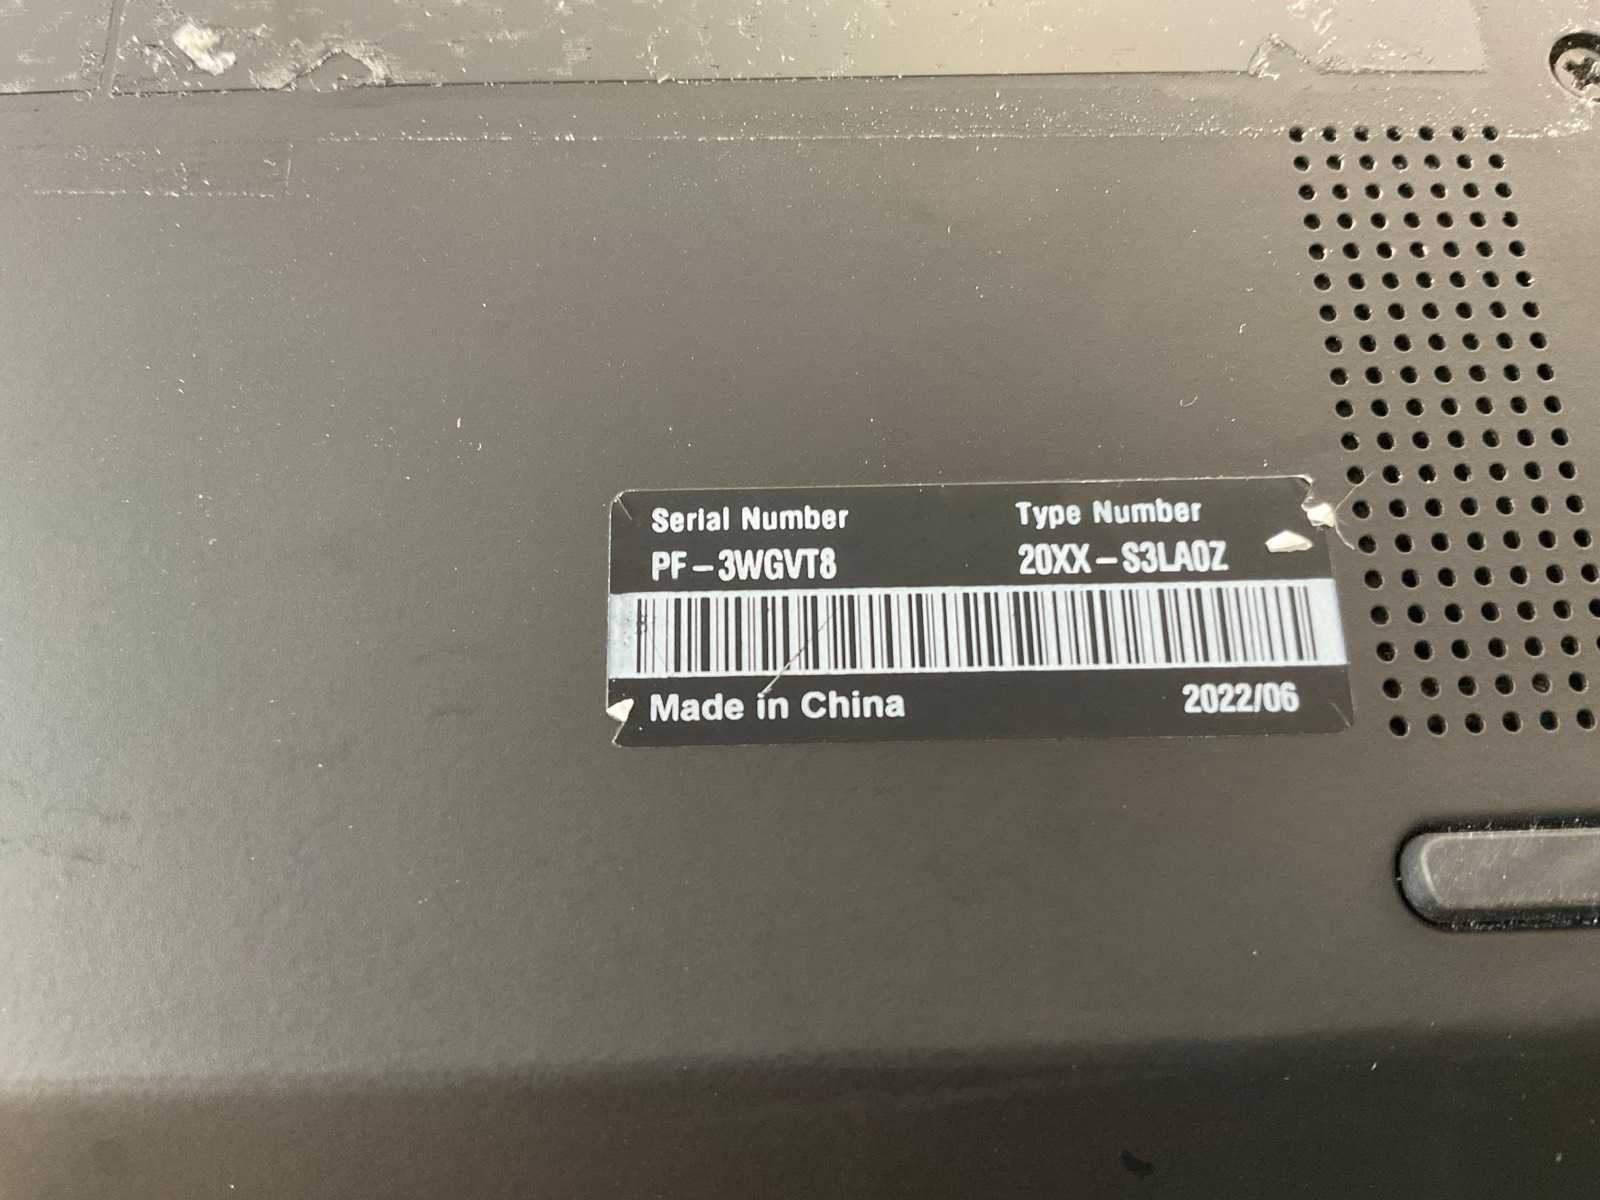 Serial Number Type Number
PF-3WGVT8 20XX-S3LA0Z
Made in China 2022/06